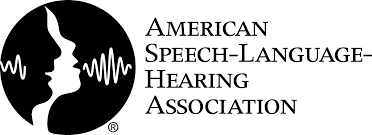 AMERICAN
SPEECH-LANGUAGE-
HEARING
ASSOCIATION
®